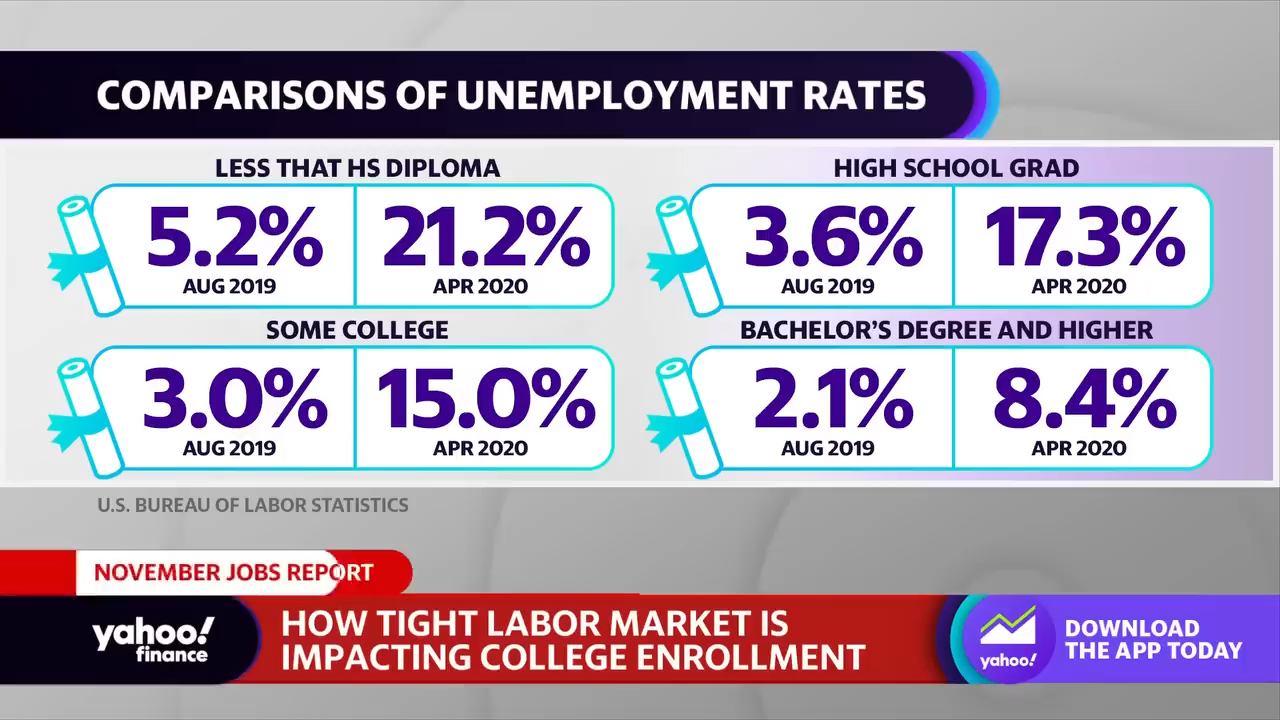 COMPARISONS OF UNEMPLOYMENT RATES
LESS THAT HS DIPLOMA
5.2%
AUG 2019
21.2%
APR 2020
HIGH SCHOOL GRAD
3.6%
AUG 2019
17.3%
APR 2020
SOME COLLEGE
3.0%
AUG 2019
15.0%
APR 2020
BACHELOR'S DEGREE AND HIGHER
2.1%
AUG 2019
8.4%
APR 2020
U.S. BUREAU OF LABOR STATISTICS
NOVEMBER JOBS REPORT
yahoo!
finance
HOW TIGHT LABOR MARKET IS
IMPACTING COLLEGE ENROLLMENT
yahoo!
DOWNLOAD
THE APP TODAY